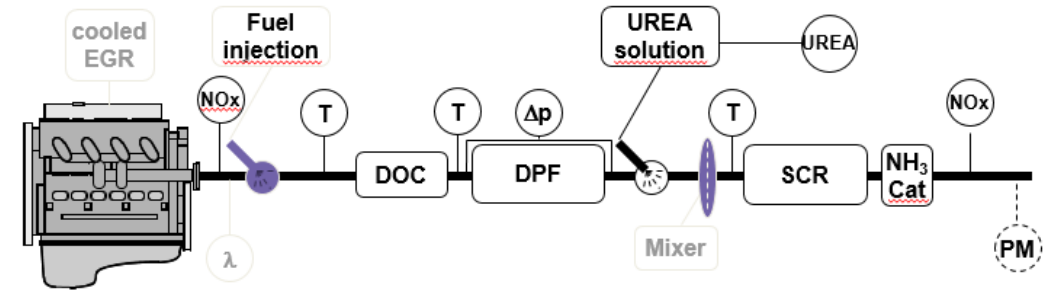 cooled
EGR
Fuel
injection
UREA
solution
UREA
NOx
T
T
Δp
T
NOx
DOC
DPF
SCR
NH₃
Cat
λ
Mixer
PM